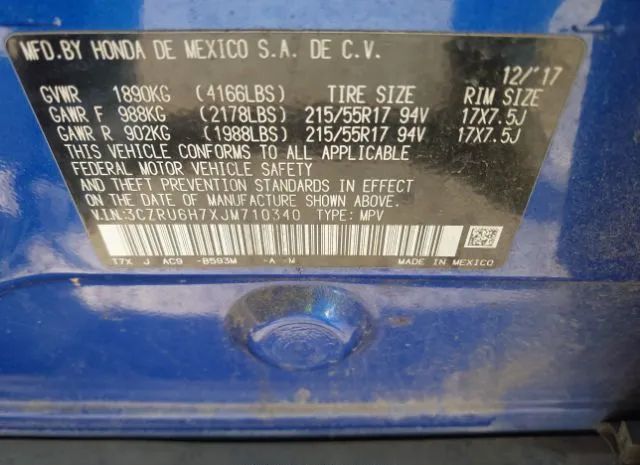 MFD.BY HONDA DE MEXICO S.A. DE C.V.
12/'17
GVWR 1890KG (4166LBS) TIRE SIZE RIM SIZE
GAWR F 988KG (2178LBS) 215/55R17 94V 17X7.5J
GAWR R 902KG (1988LBS) 215/55R17 94V 17X7.5J
THIS VEHICLE CONFORMS TO ALL APPLICABLE
FEDERAL MOTOR VEHICLE SAFETY
AND THEFT PREVENTION STANDARDS IN EFFECT
ON THE DATE OF MANUFACTURE SHOWN ABOVE.
V.IN:3CZRU6H7XJM710340 TYPE: MPV
T7X J AC9 -B593M -A -M MADE IN MEXICO